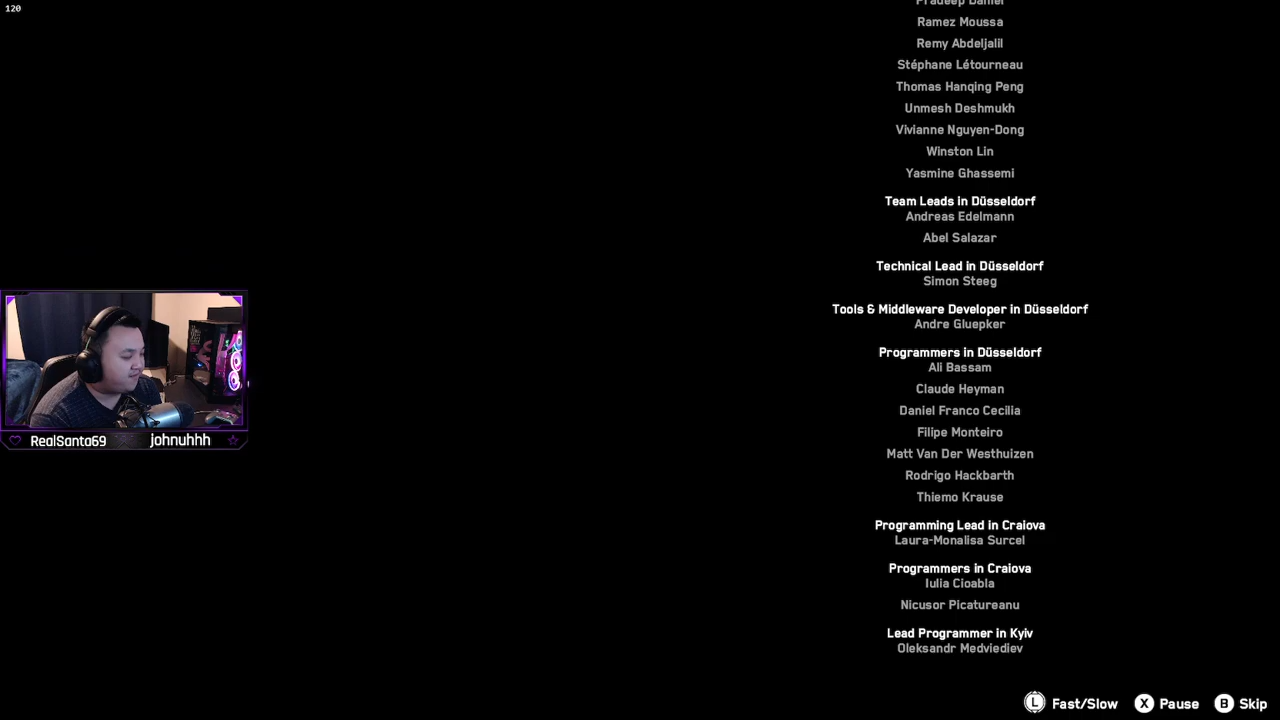 120
Pradeep Daniel
Ramez Moussa
Remy Abdeljalil
Stéphane Létourneau
Thomas Hanqing Peng
Unmesh Deshmukh
Vivianne Nguyen-Dong
Winston Lin
Yasmine Ghassemi
Team Leads in Düsseldorf
Andreas Edelmann
Abel Salazar
Technical Lead in Düsseldorf
Simon Steeg
Tools & Middleware Developer in Düsseldorf
Andre Gluepker
Programmers in Düsseldorf
Ali Bassam
Claude Heyman
Daniel Franco Cecilia
Filipe Monteiro
Matt Van Der Westhuizen
Rodrigo Hackbarth
Thiemo Krause
Programming Lead in Craiova
Laura-Monalisa Surcel
Programmers in Craiova
Iulia Cioabla
Nicusor Picatureanu
Lead Programmer in Kyiv
Oleksandr Medviediev
RealSanta69 johnuhhh
L Fast/Slow X Pause B Skip